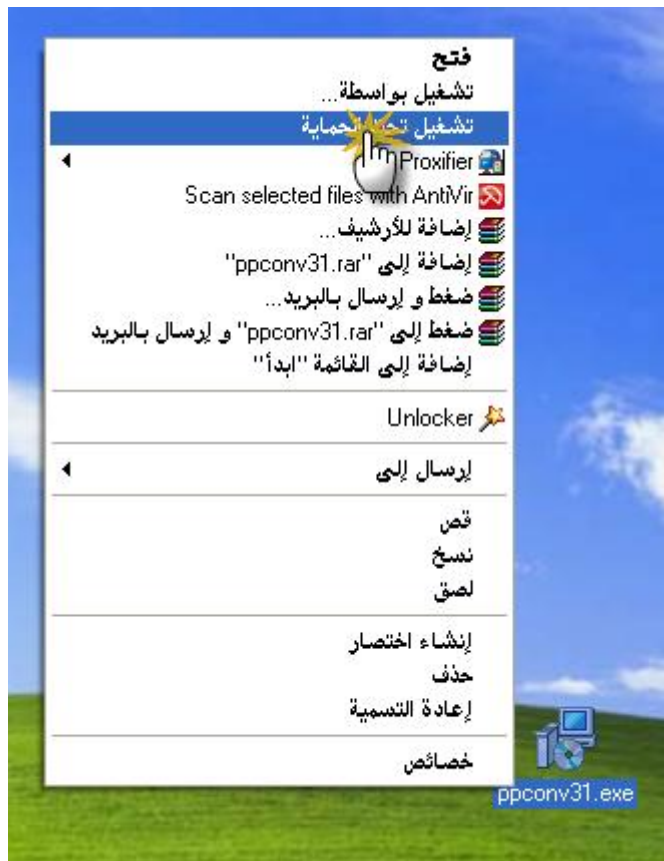 فتح
تشغيل بواسطة...
تشغيل تحت الحماية
Proxifier
Scan selected files with AntiVir
إضافة للأرشيف...
إضافة إلى "ppconv31.rar"
ضغط و إرسال بالبريد...
ضغط إلى "ppconv31.rar" و إرسال بالبريد
إضافة إلى القائمة "ابدأ"
Unlocker
إرسال إلى
قص
نسخ
لصق
إنشاء اختصار
حذف
إعادة التسمية
خصائص
ppconv31.exe